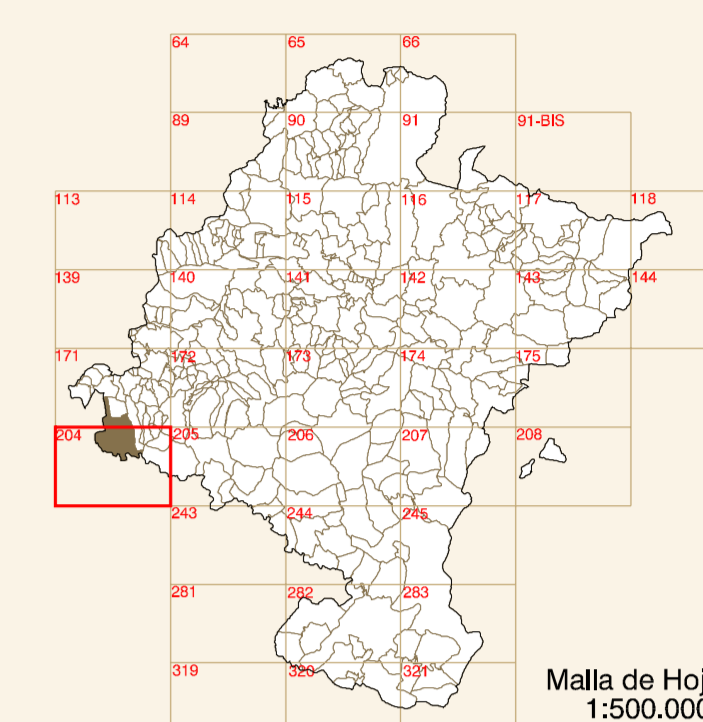 64 65 66
89 90 91 91-BIS
113 114 115 116 117 118
139 140 141 142 143 144
171 172 173 174 175
204 205 206 207 208
243 244 245
281 282 283
319 320 321
Malla de Hoj
1:500.000